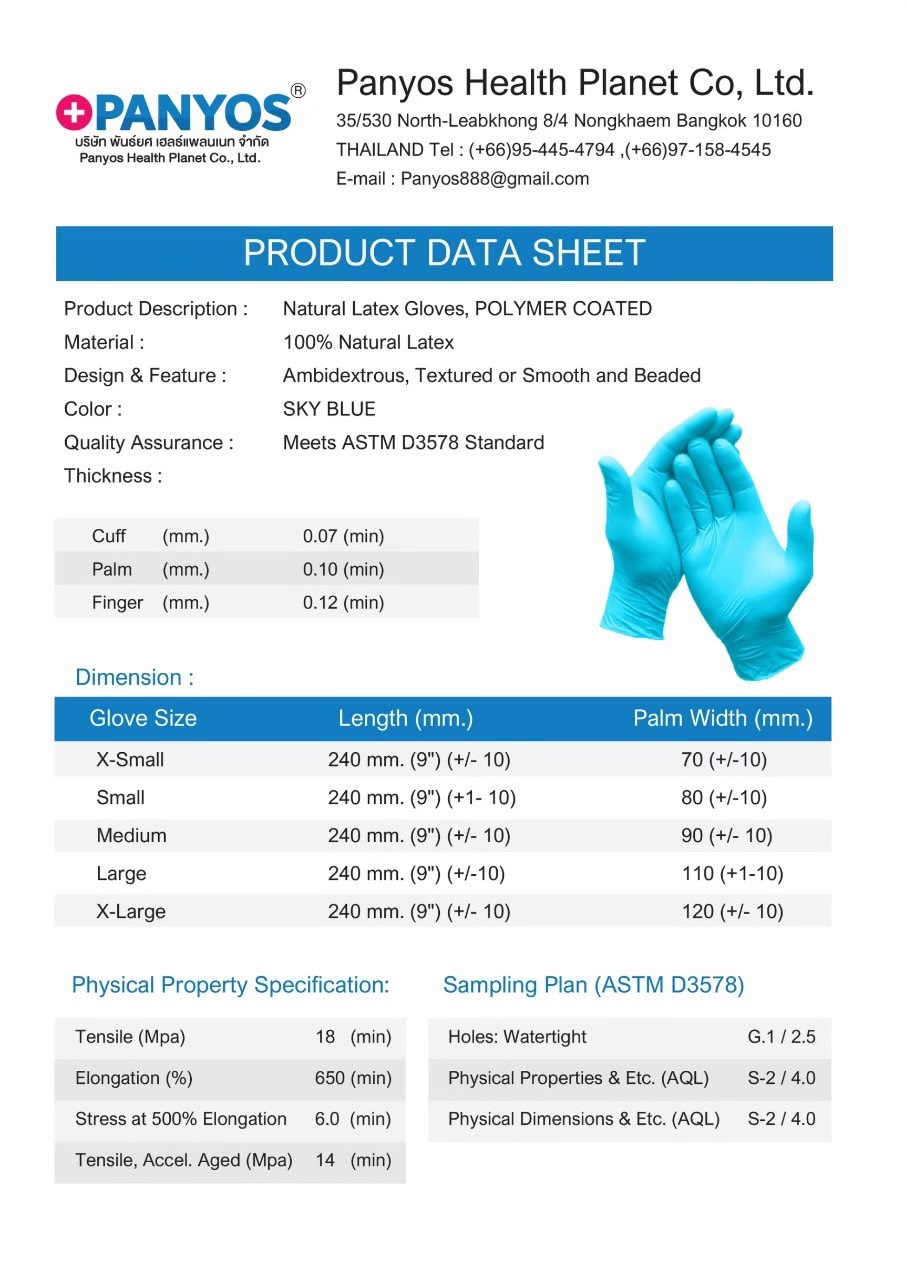 PANYOS®
บริษัท พันธ์ยศ เฮลธ์แพลนเนท จำกัด
Panyos Health Planet Co., Ltd.
Panyos Health Planet Co, Ltd.
35/530 North-Leabkhong 8/4 Nongkhaem Bangkok 10160
THAILAND Tel : (+66)95-445-4794 ,(+66)97-158-4545
E-mail : Panyos888@gmail.com
PRODUCT DATA SHEET
Product Description : Natural Latex Gloves, POLYMER COATED
Material : 100% Natural Latex
Design & Feature : Ambidextrous, Textured or Smooth and Beaded
Color : SKY BLUE
Quality Assurance : Meets ASTM D3578 Standard
Thickness :
Cuff (mm.) 0.07 (min)
Palm (mm.) 0.10 (min)
Finger (mm.) 0.12 (min)
Dimension :
Glove Size Length (mm.) Palm Width (mm.)
X-Small 240 mm. (9") (+/- 10) 70 (+/-10)
Small 240 mm. (9") (+1- 10) 80 (+/-10)
Medium 240 mm. (9") (+/- 10) 90 (+/- 10)
Large 240 mm. (9") (+/-10) 110 (+1-10)
X-Large 240 mm. (9") (+/- 10) 120 (+/- 10)
Physical Property Specification:
Tensile (Mpa) 18 (min)
Elongation (%) 650 (min)
Stress at 500% Elongation 6.0 (min)
Tensile, Accel. Aged (Mpa) 14 (min)
Sampling Plan (ASTM D3578)
Holes: Watertight G.1 / 2.5
Physical Properties & Etc. (AQL) S-2 / 4.0
Physical Dimensions & Etc. (AQL) S-2 / 4.0